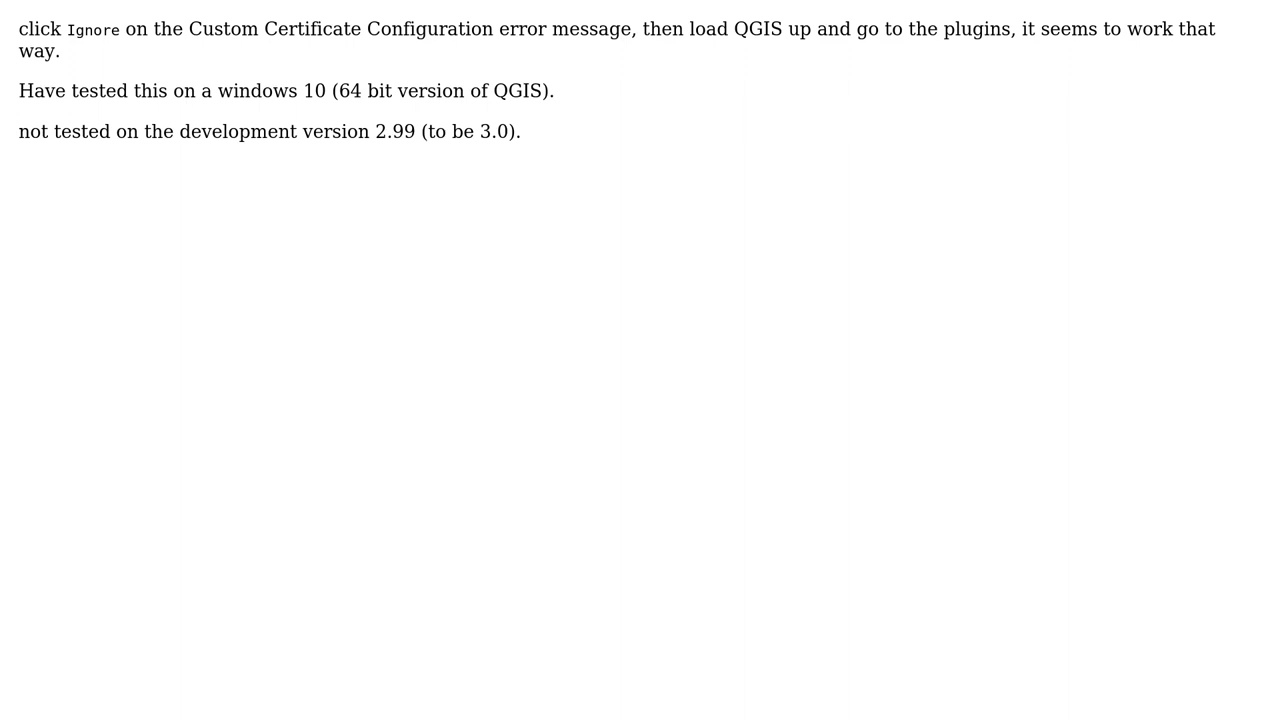 click Ignore on the Custom Certificate Configuration error message, then load QGIS up and go to the plugins, it seems to work that
way.
Have tested this on a windows 10 (64 bit version of QGIS).
not tested on the development version 2.99 (to be 3.0).